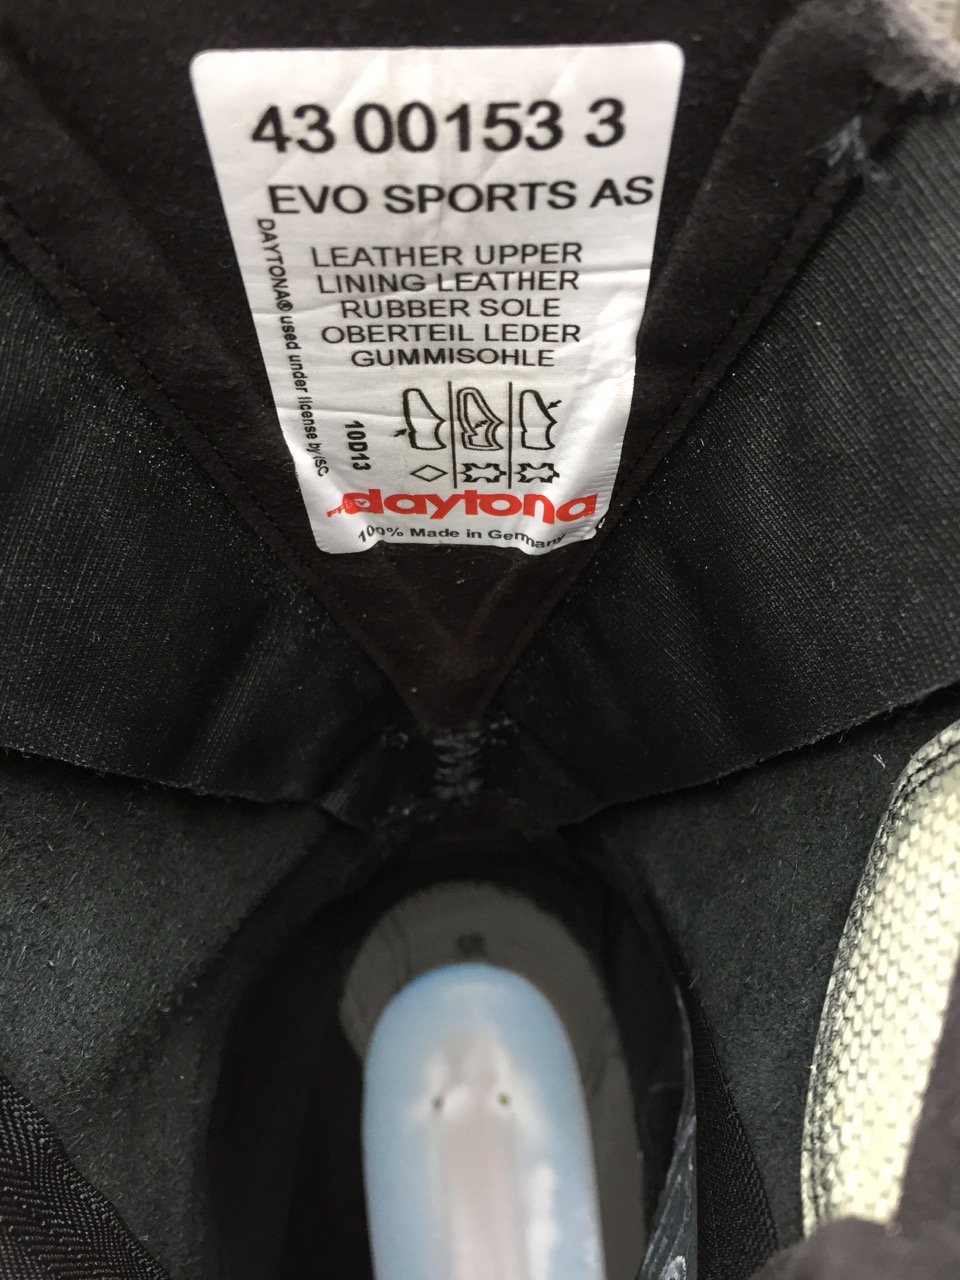 43 00153 3
EVO SPORTS AS
LEATHER UPPER
LINING LEATHER
RUBBER SOLE
OBERTEIL LEDER
GUMMISOHLE
DAYTONA® used under license by ISC
10D13
daytona
100% Made in Germany